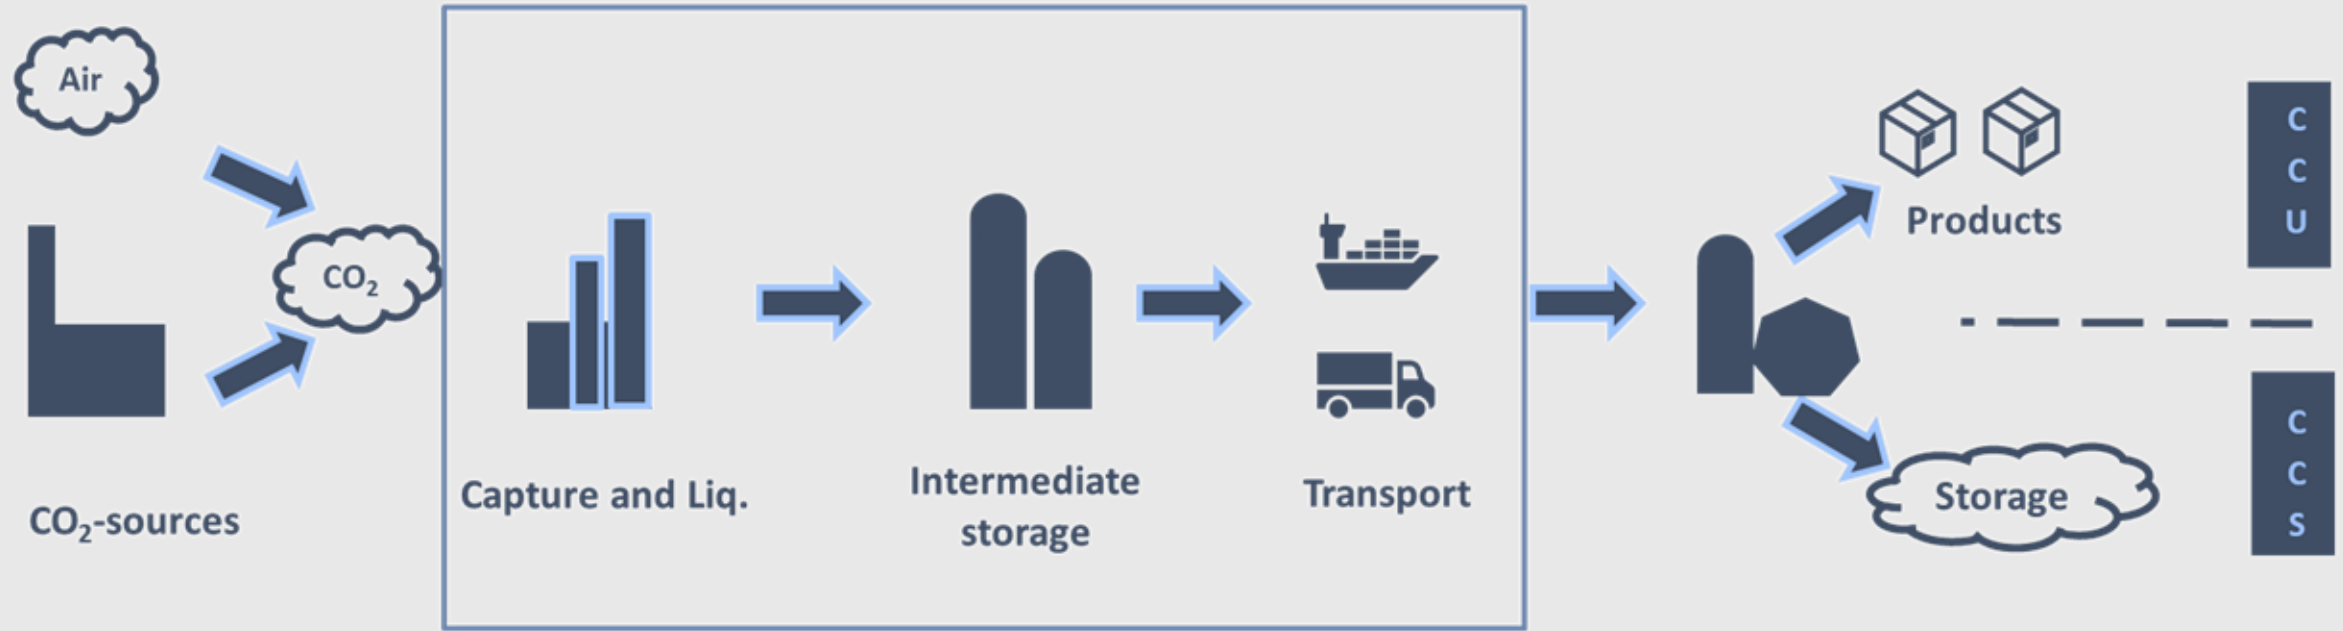 Air
CO₂
CO₂-sources
Capture and Liq.
Intermediate
storage
Transport
Products
Storage
C
C
U
C
C
S